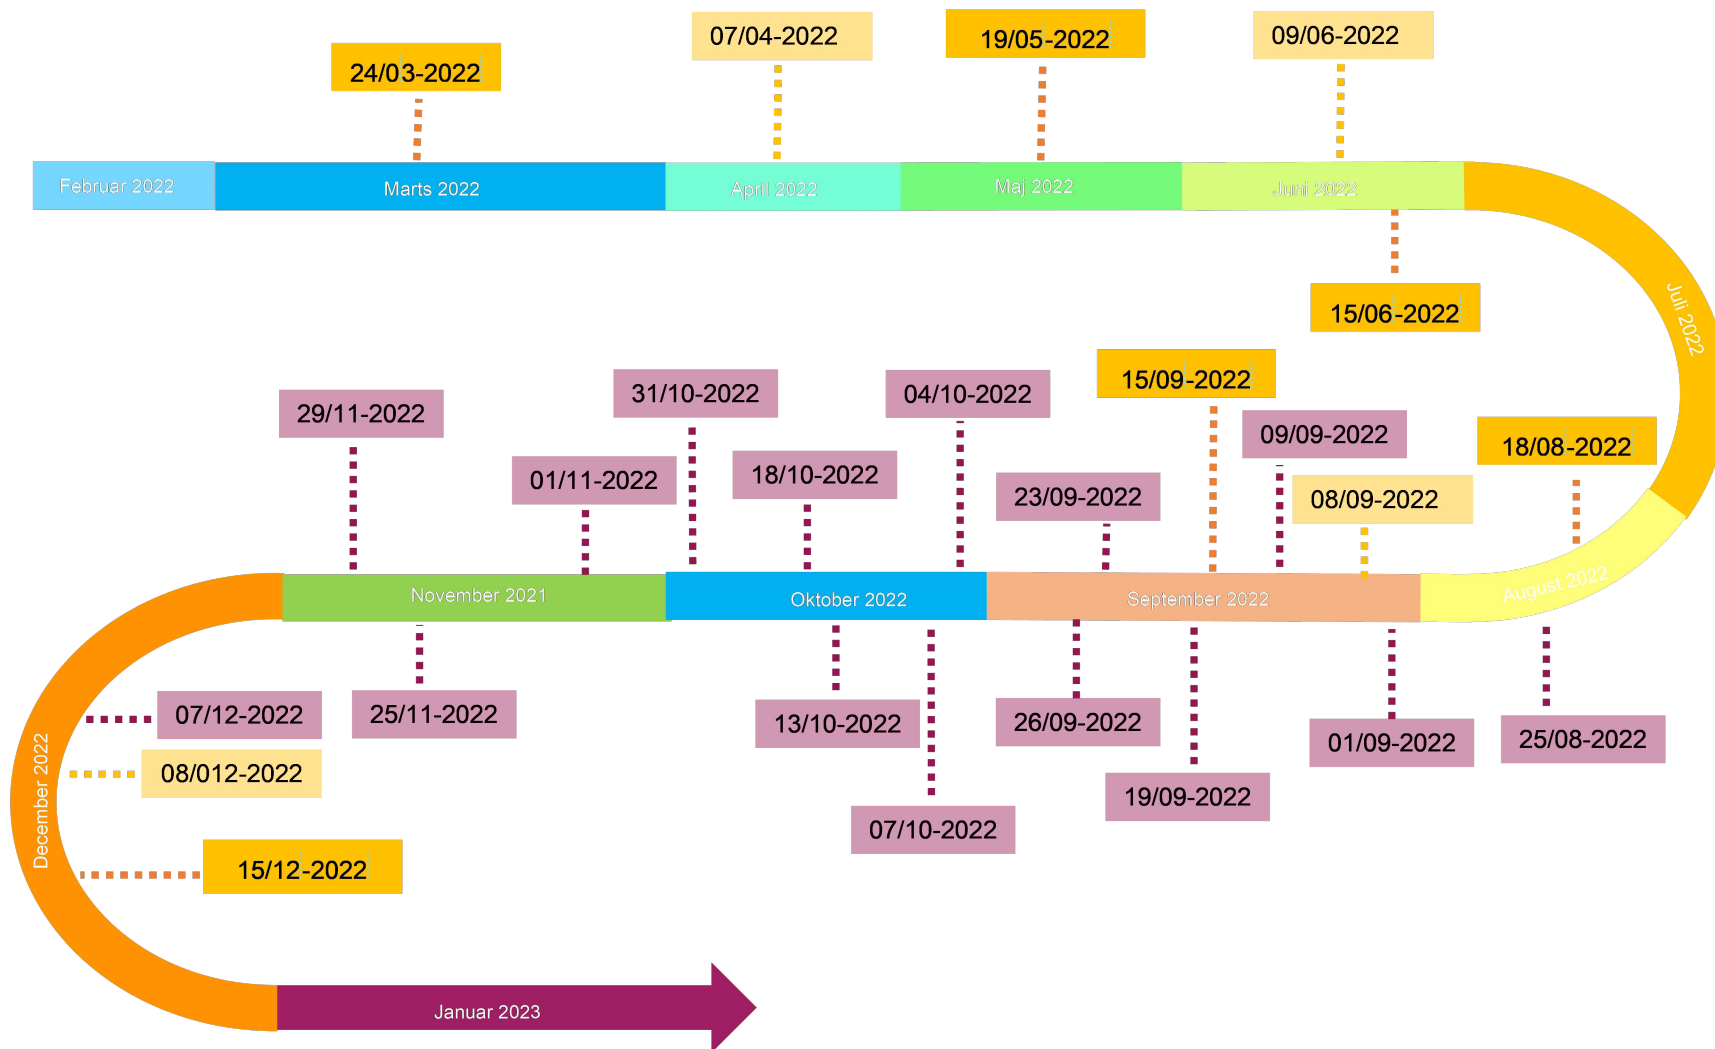 24/03-2022
07/04-2022
19/05-2022
09/06-2022
Februar 2022
Marts 2022
April 2022
Maj 2022
Juni 2022
Juli 2022
15/06-2022
29/11-2022
01/11-2022
31/10-2022
18/10-2022
04/10-2022
23/09-2022
15/09-2022
09/09-2022
08/09-2022
18/08-2022
November 2021
Oktober 2022
September 2022
August 2022
07/12-2022
25/11-2022
13/10-2022
07/10-2022
26/09-2022
19/09-2022
01/09-2022
25/08-2022
December 2022
08/012-2022
15/12-2022
Januar 2023